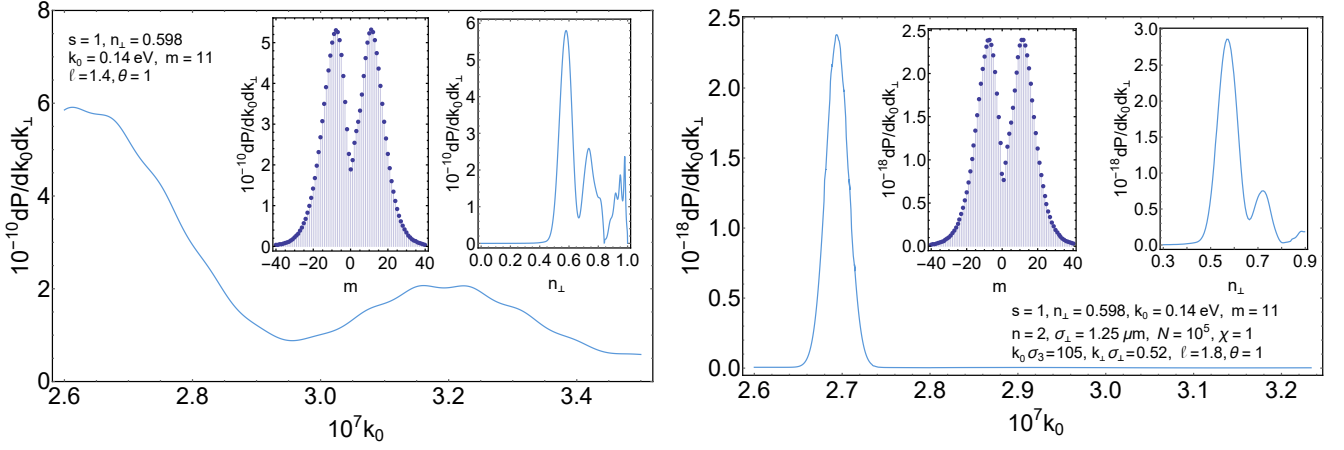 s = 1, n⊥ = 0.598
k₀ = 0.14 eV, m = 11
ℓ = 1.4, θ = 1
10⁻¹⁰dP/dk₀dk⊥
0
2
4
6
8
2.6
2.8
3.0
3.2
3.4
10⁷k₀
10⁻¹⁰dP/dk₀dk⊥
0
1
2
3
4
5
−40 −20 0 20 40
m
10⁻¹⁰dP/dk₀dk⊥
0
1
2
3
4
5
6
0.0 0.2 0.4 0.6 0.8 1.0
n⊥
10⁻¹⁸dP/dk₀dk⊥
0.0
0.5
1.0
1.5
2.0
2.5
2.6
2.7
2.8
2.9
3.0
3.1
3.2
10⁷k₀
10⁻¹⁸dP/dk₀dk⊥
0.0
0.5
1.0
1.5
2.0
2.5
−40 −20 0 20 40
m
10⁻¹⁸dP/dk₀dk⊥
0.0
0.5
1.0
1.5
2.0
2.5
3.0
0.3 0.4 0.5 0.6 0.7 0.8 0.9
n⊥
s = 1, n⊥ = 0.598, k₀ = 0.14 eV, m = 11
n = 2, σ⊥ = 1.25 μm, N = 10⁵, χ = 1
k₀σ₃=105, k⊥σ⊥=0.52, ℓ = 1.8, θ = 1